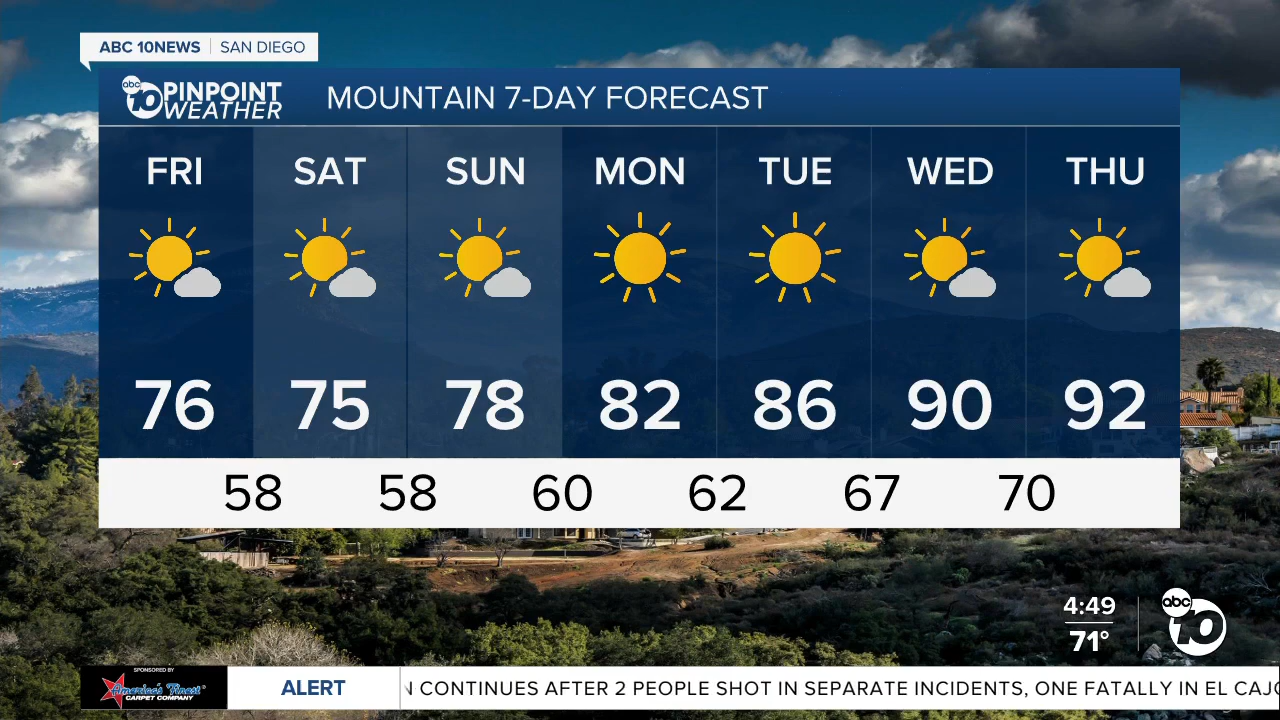 ABC 10NEWS | SAN DIEGO
abc 10 PINPOINT WEATHER
MOUNTAIN 7-DAY FORECAST
FRI SAT SUN MON TUE WED THU
76 75 78 82 86 90 92
58 58 60 62 67 70
4:49
71°
abc 10
SPONSORED BY
America's Finest
CARPET COMPANY
ALERT
CONTINUES AFTER 2 PEOPLE SHOT IN SEPARATE INCIDENTS, ONE FATALLY IN EL